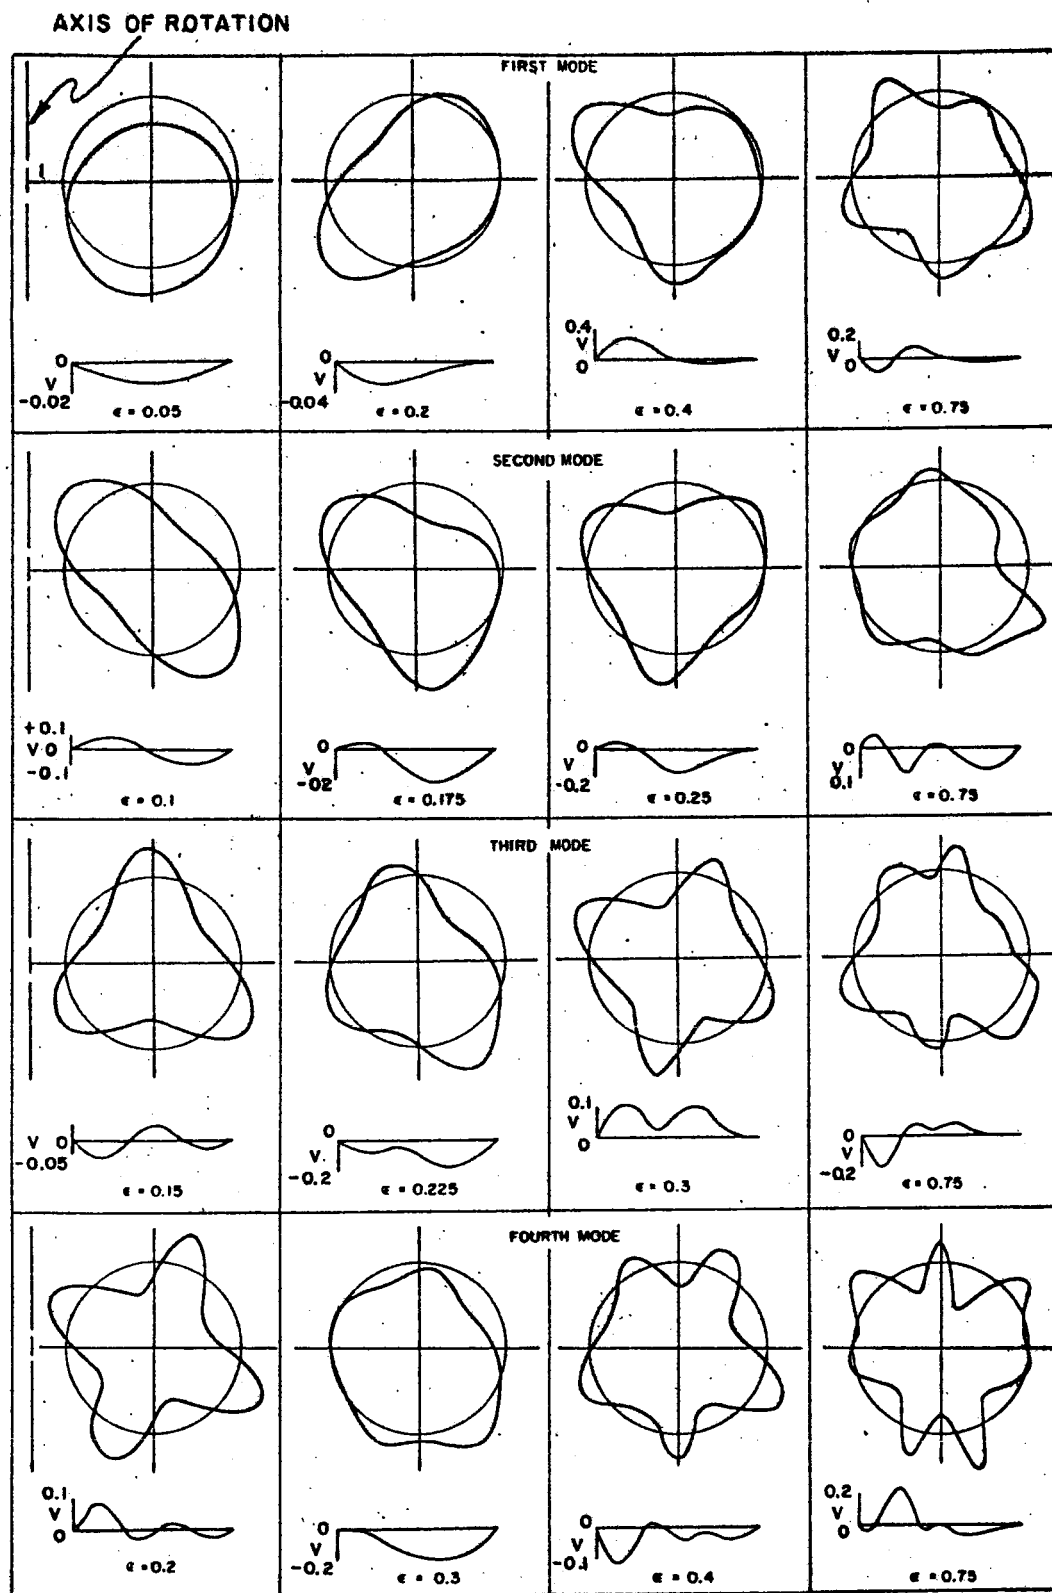 AXIS OF ROTATION
FIRST MODE
1
0
V
-0.02
ϵ = 0.05
0
V
-0.04
ϵ = 0.2
0.4
V
0
ϵ = 0.4
0.2
V 0
ϵ = 0.75
SECOND MODE
+0.1
V 0
-0.1
ϵ = 0.1
0
V
-02
ϵ = 0.175
0
V
-0.2
ϵ = 0.25
0
V
0.1
ϵ = 0.75
THIRD MODE
V 0
-0.05
ϵ = 0.15
0
V.
-0.2
ϵ = 0.225
0.1
V
0
ϵ = 0.3
0
V
-0.2
ϵ = 0.75
FOURTH MODE
0.1
V
0
ϵ = 0.2
0
V
-0.2
ϵ = 0.3
0
V
-0.1
ϵ = 0.4
0.2
V
0
ϵ = 0.75